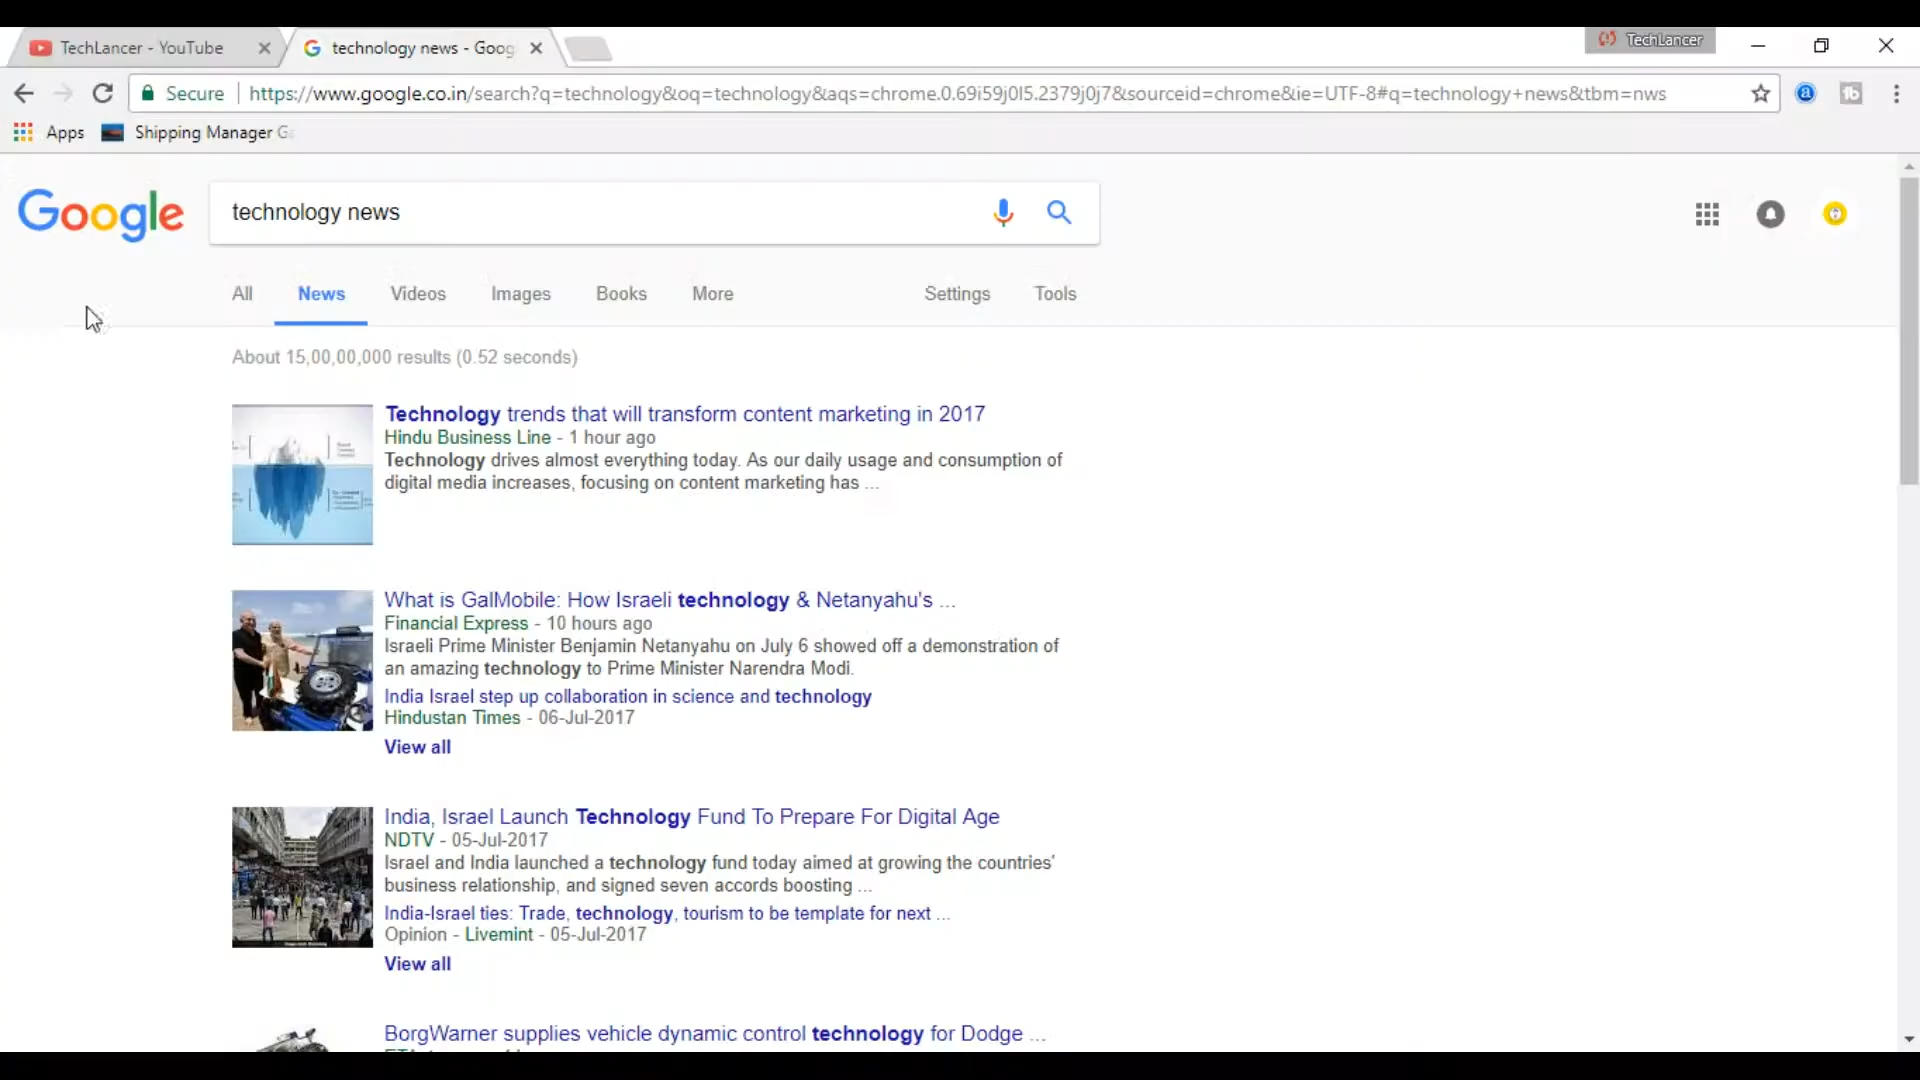 TechLancer - YouTube
technology news - Goog
TechLancer
Secure
https://www.google.co.in/search?q=technology&oq=technology&aqs=chrome.0.69i59j0l5.2379j0j7&sourceid=chrome&ie=UTF-8#q=technology+news&tbm=nws
Apps
Shipping Manager G
Google
technology news
All
News
Videos
Images
Books
More
Settings
Tools
About 15,00,00,000 results (0.52 seconds)
Technology trends that will transform content marketing in 2017
Hindu Business Line - 1 hour ago
Technology drives almost everything today. As our daily usage and consumption of
digital media increases, focusing on content marketing has ...
What is GalMobile: How Israeli technology & Netanyahu's ...
Financial Express - 10 hours ago
Israeli Prime Minister Benjamin Netanyahu on July 6 showed off a demonstration of
an amazing technology to Prime Minister Narendra Modi.
India Israel step up collaboration in science and technology
Hindustan Times - 06-Jul-2017
View all
India, Israel Launch Technology Fund To Prepare For Digital Age
NDTV - 05-Jul-2017
Israel and India launched a technology fund today aimed at growing the countries'
business relationship, and signed seven accords boosting ...
India-Israel ties: Trade, technology, tourism to be template for next ...
Opinion - Livemint - 05-Jul-2017
View all
BorgWarner supplies vehicle dynamic control technology for Dodge ...